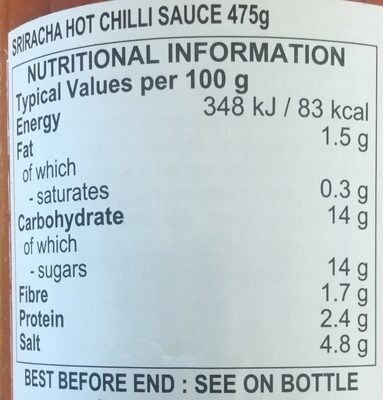 SRIRACHA HOT CHILLI SAUCE 475g
NUTRITIONAL INFORMATION
Typical Values per 100 g
Energy 348 kJ / 83 kcal
Fat 1.5 g
of which
- saturates 0.3 g
Carbohydrate 14 g
of which
- sugars 14 g
Fibre 1.7 g
Protein 2.4 g
Salt 4.8 g
BEST BEFORE END : SEE ON BOTTLE